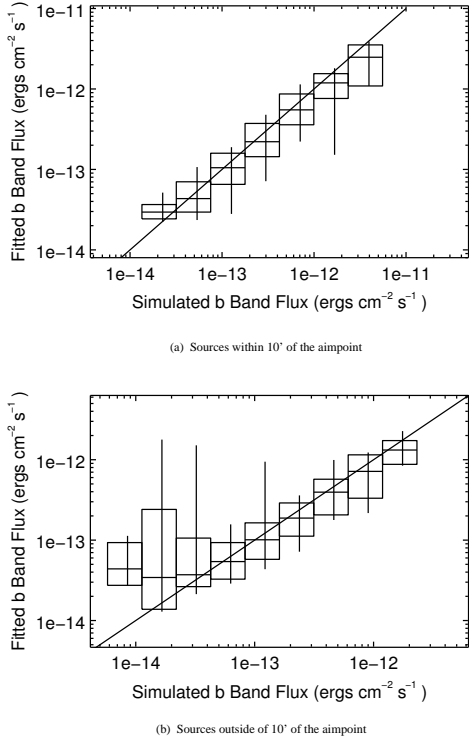 1e-11
1e-12
1e-13
1e-14
Fitted b Band Flux (ergs cm⁻² s⁻¹ )
1e-14 1e-13 1e-12 1e-11
Simulated b Band Flux (ergs cm⁻² s⁻¹ )
(a) Sources within 10' of the aimpoint
1e-12
1e-13
1e-14
Fitted b Band Flux (ergs cm⁻² s⁻¹ )
1e-14 1e-13 1e-12
Simulated b Band Flux (ergs cm⁻² s⁻¹ )
(b) Sources outside of 10' of the aimpoint